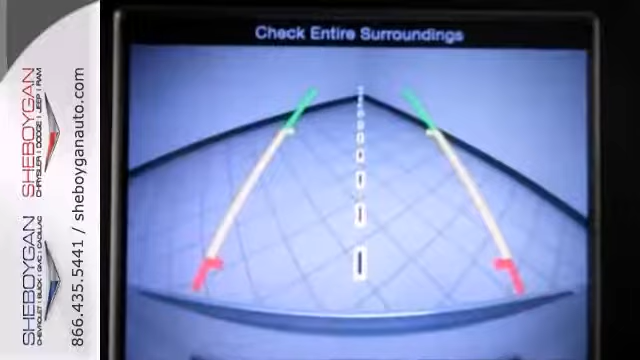 Check Entire Surroundings
SHEBOYGAN
CHRYSLER | DODGE | JEEP | RAM
SHEBOYGAN
CHEVROLET | BUICK | GMC | CADILLAC
866.435.5441 / sheboyganauto.com